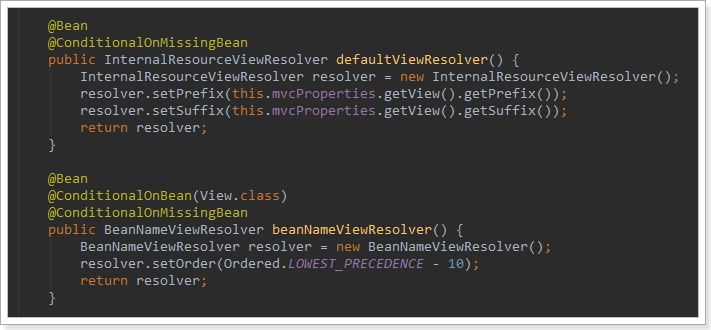 @Bean
@ConditionalOnMissingBean
public InternalResourceViewResolver defaultViewResolver() {
    InternalResourceViewResolver resolver = new InternalResourceViewResolver();
    resolver.setPrefix(this.mvcProperties.getView().getPrefix());
    resolver.setSuffix(this.mvcProperties.getView().getSuffix());
    return resolver;
}

@Bean
@ConditionalOnBean(View.class)
@ConditionalOnMissingBean
public BeanNameViewResolver beanNameViewResolver() {
    BeanNameViewResolver resolver = new BeanNameViewResolver();
    resolver.setOrder(Ordered.LOWEST_PRECEDENCE - 10);
    return resolver;
}